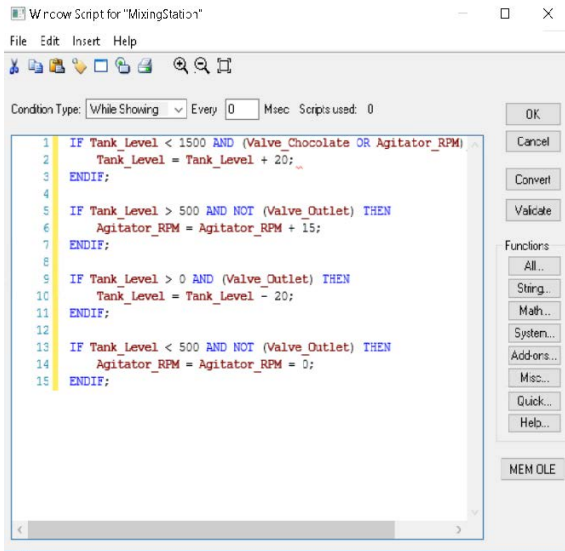 Window Script for "MixingStation"
File Edit Insert Help
Condition Type: While Showing Every 0 Msec Scripts used: 0
OK
Cancel
Convert
Validate
Functions
All...
String...
Math...
System...
Add-ons...
Misc...
Quick...
Help...
MEM OLE
1 IF Tank_Level < 1500 AND (Valve_Chocolate OR Agitator_RPM)
2 Tank_Level = Tank_Level + 20;
3 ENDIF;
4
5 IF Tank_Level > 500 AND NOT (Valve_Outlet) THEN
6 Agitator_RPM = Agitator_RPM + 15;
7 ENDIF;
8
9 IF Tank_Level > 0 AND (Valve_Outlet) THEN
10 Tank_Level = Tank_Level - 20;
11 ENDIF;
12
13 IF Tank_Level < 500 AND NOT (Valve_Outlet) THEN
14 Agitator_RPM = Agitator_RPM = 0;
15 ENDIF;